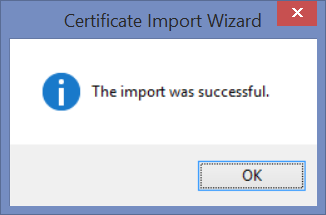 Certificate Import Wizard
The import was successful.
OK